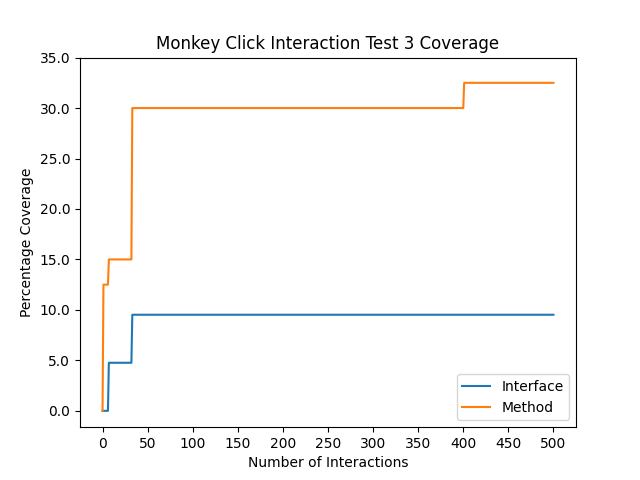 Monkey Click Interaction Test 3 Coverage
35.0
30.0
25.0
20.0
15.0
10.0
5.0
0.0
Percentage Coverage
Interface
Method
0 50 100 150 200 250 300 350 400 450 500
Number of Interactions